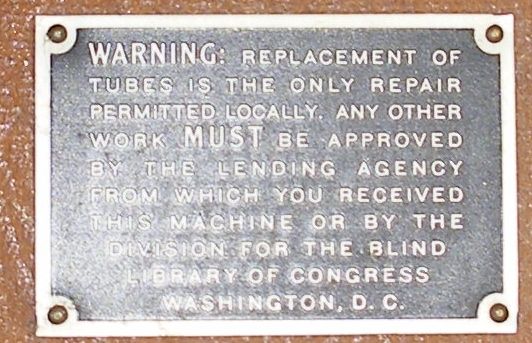 WARNING: REPLACEMENT OF
TUBES IS THE ONLY REPAIR
PERMITTED LOCALLY. ANY OTHER
WORK MUST BE APPROVED
BY THE LENDING AGENCY
FROM WHICH YOU RECEIVED
THIS MACHINE OR BY THE
DIVISION FOR THE BLIND
LIBRARY OF CONGRESS
WASHINGTON, D. C.